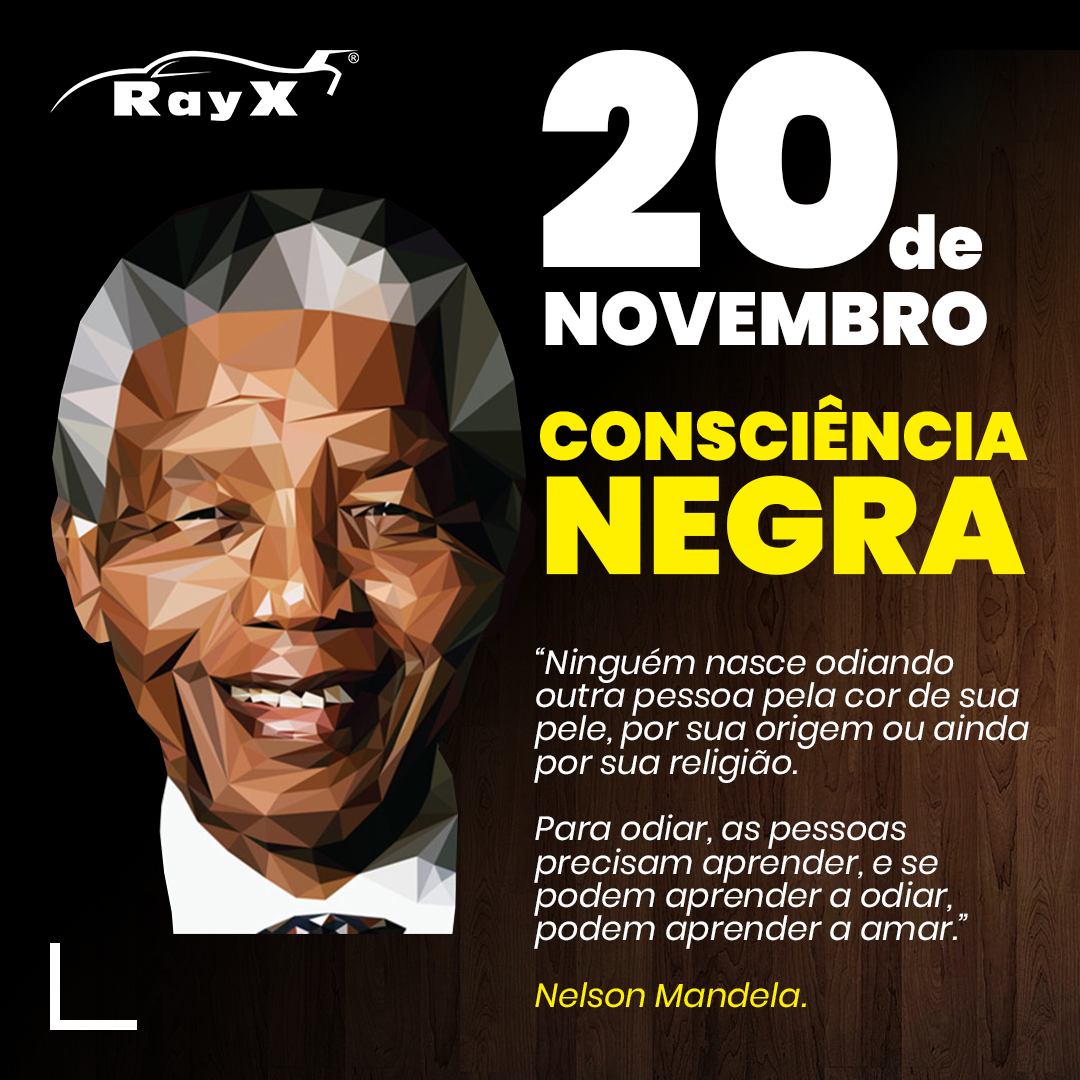 RayX®
20 de
NOVEMBRO
CONSCIÊNCIA
NEGRA
“Ninguém nasce odiando
outra pessoa pela cor de sua
pele, por sua origem ou ainda
por sua religião.
Para odiar, as pessoas
precisam aprender, e se
podem aprender a odiar,
podem aprender a amar.”
Nelson Mandela.